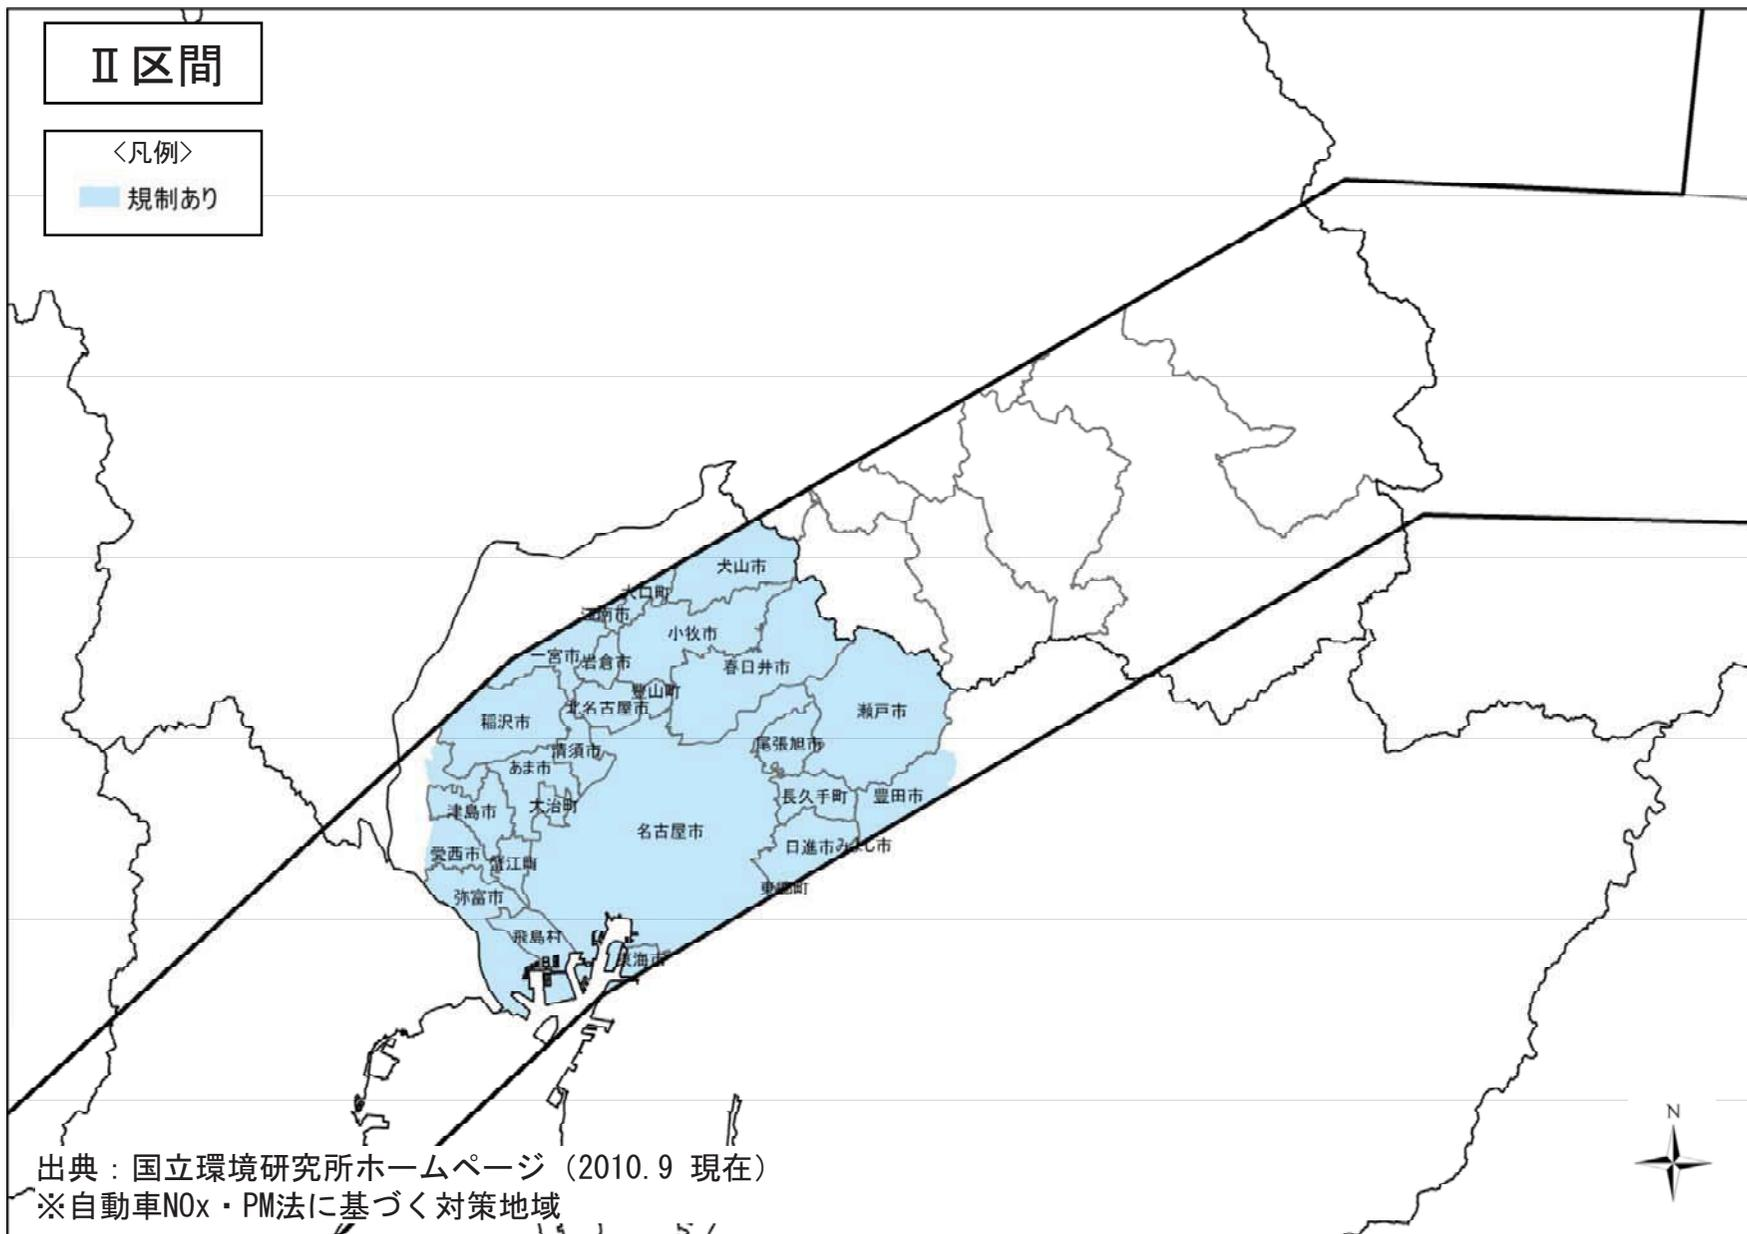 Ⅱ区間
<凡例>
規制あり
犬山市
大口町
江南市
小牧市
一宮市
岩倉市
春日井市
豊山町
北名古屋市
稲沢市
瀬戸市
尾張旭市
清須市
あま市
長久手町
豊田市
津島市
大治町
名古屋市
日進市
みよし市
愛西市
蟹江町
東郷町
弥富市
飛島村
東海市
N
出典：国立環境研究所ホームページ（2010.9 現在）
※自動車NOx・PM法に基づく対策地域